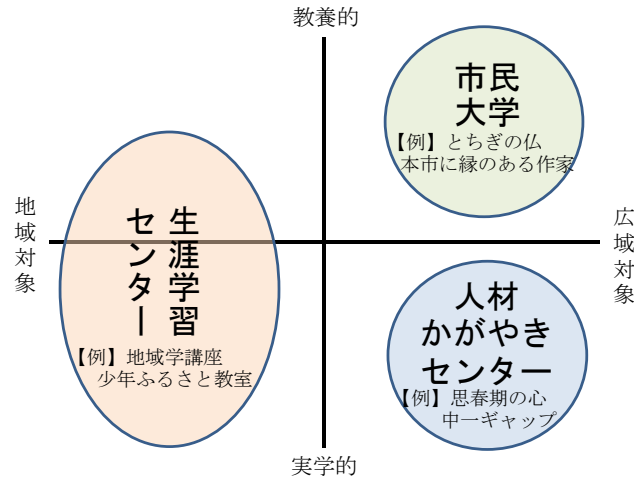 教養的
市民
大学
【例】とちぎの仏
本市に縁のある作家
地域対象
生涯学習
センター
【例】地域学講座
少年ふるさと教室
広域対象
人材
かがやき
センター
【例】思春期の心
中一ギャップ
実学的